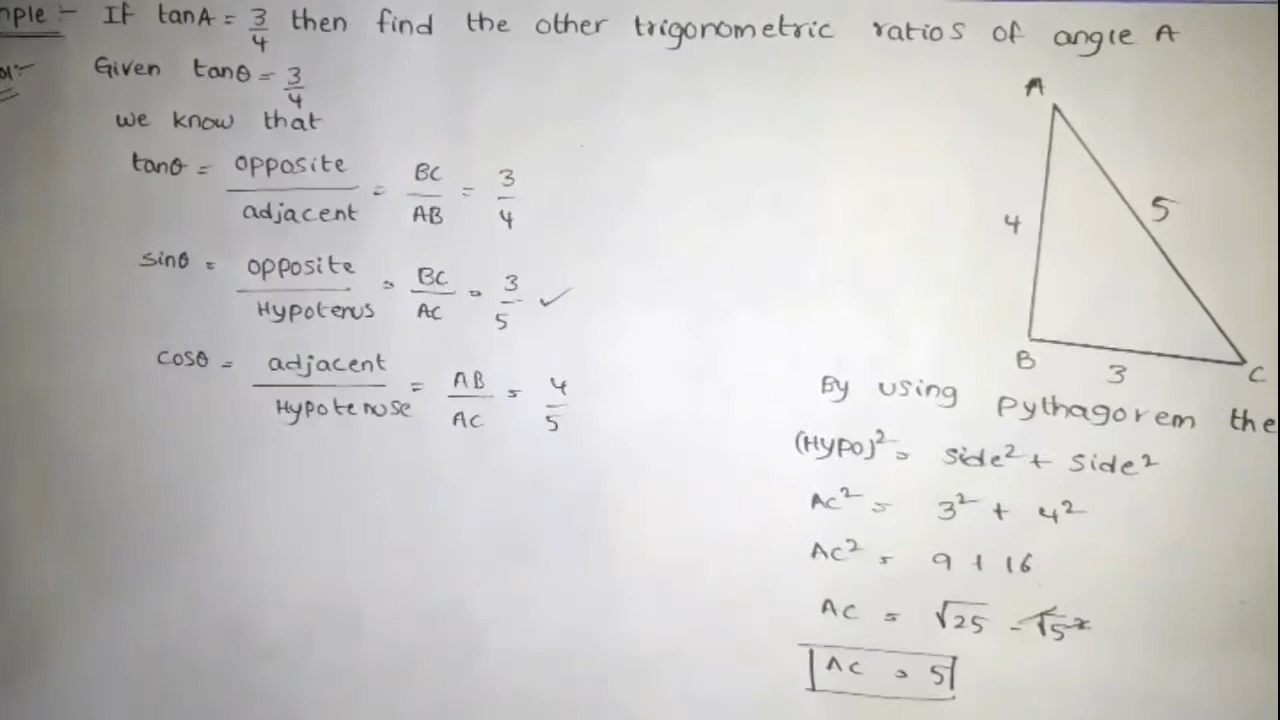 mple:- If tanA = 3/4 then find the other trigonometric ratios of angle A
Given tanθ = 3/4
we know that
tanθ = opposite/adjacent = BC/AB = 3/4
sinθ = opposite/Hypotenus = BC/AC = 3/5 ✓
cosθ = adjacent/Hypotenuse = AB/AC = 4/5
A
4
5
B
3
C
By using pythagorem the
(Hypo)² = side² + side²
AC² = 3² + 4²
AC² = 9 + 16
AC = √25 = √5²
AC = 5